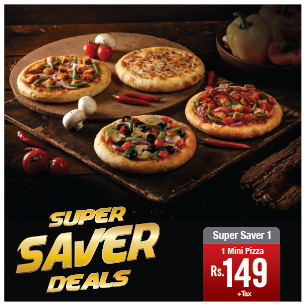 SUPER
SAVER
DEALS
Super Saver 1
1 Mini Pizza
Rs.149
+Tax